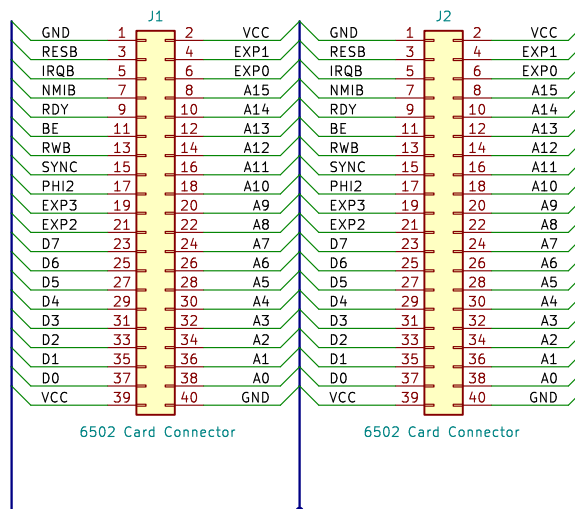 J1 J2
GND 1 2 VCC GND 1 2 VCC
RESB 3 4 EXP1 RESB 3 4 EXP1
IRQB 5 6 EXP0 IRQB 5 6 EXP0
NMIB 7 8 A15 NMIB 7 8 A15
RDY 9 10 A14 RDY 9 10 A14
BE 11 12 A13 BE 11 12 A13
RWB 13 14 A12 RWB 13 14 A12
SYNC 15 16 A11 SYNC 15 16 A11
PHI2 17 18 A10 PHI2 17 18 A10
EXP3 19 20 A9 EXP3 19 20 A9
EXP2 21 22 A8 EXP2 21 22 A8
D7 23 24 A7 D7 23 24 A7
D6 25 26 A6 D6 25 26 A6
D5 27 28 A5 D5 27 28 A5
D4 29 30 A4 D4 29 30 A4
D3 31 32 A3 D3 31 32 A3
D2 33 34 A2 D2 33 34 A2
D1 35 36 A1 D1 35 36 A1
D0 37 38 A0 D0 37 38 A0
VCC 39 40 GND VCC 39 40 GND
6502 Card Connector 6502 Card Connector